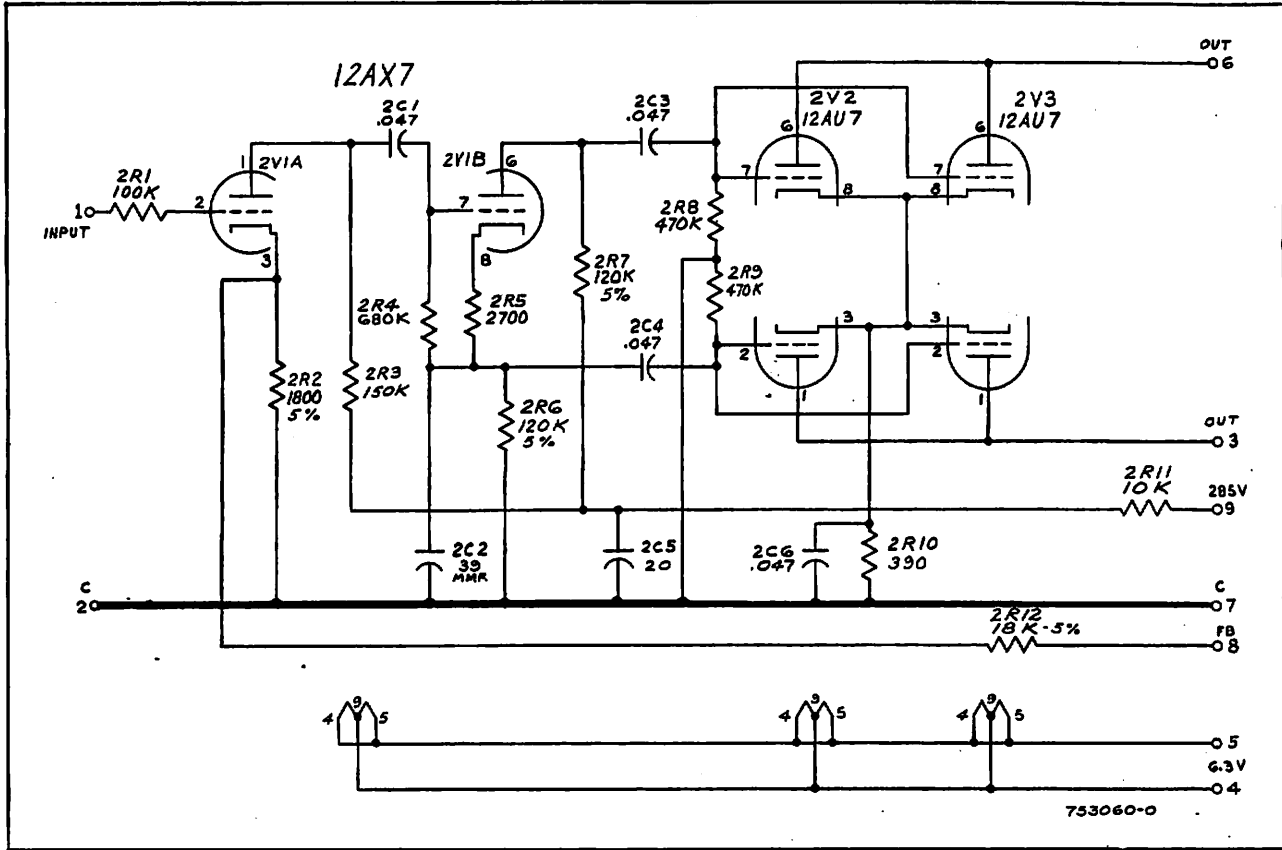 OUT
6
12AX7
2V2
12AU7
2V3
12AU7
2C1
.047
2C3
.047
6
6
1
2V1A
2V1B
6
2R1
100K
7
7
8
8
1
INPUT
2
7
2R8
470K
3
8
2R7
120K
5%
2R9
470K
2R4
680K
2R5
2700
2C4
.047
3
3
2
2
2R2
1800
5%
2R3
150K
1
1
2R6
120K
5%
OUT
3
2R11
10K
285V
9
2C2
39
MMF
2C5
20
2C6
.047
2R10
390
C
2
C
7
2R12
18K-5%
FB
8
4
9
5
4
9
5
4
9
5
5
6.3V
4
753060-0